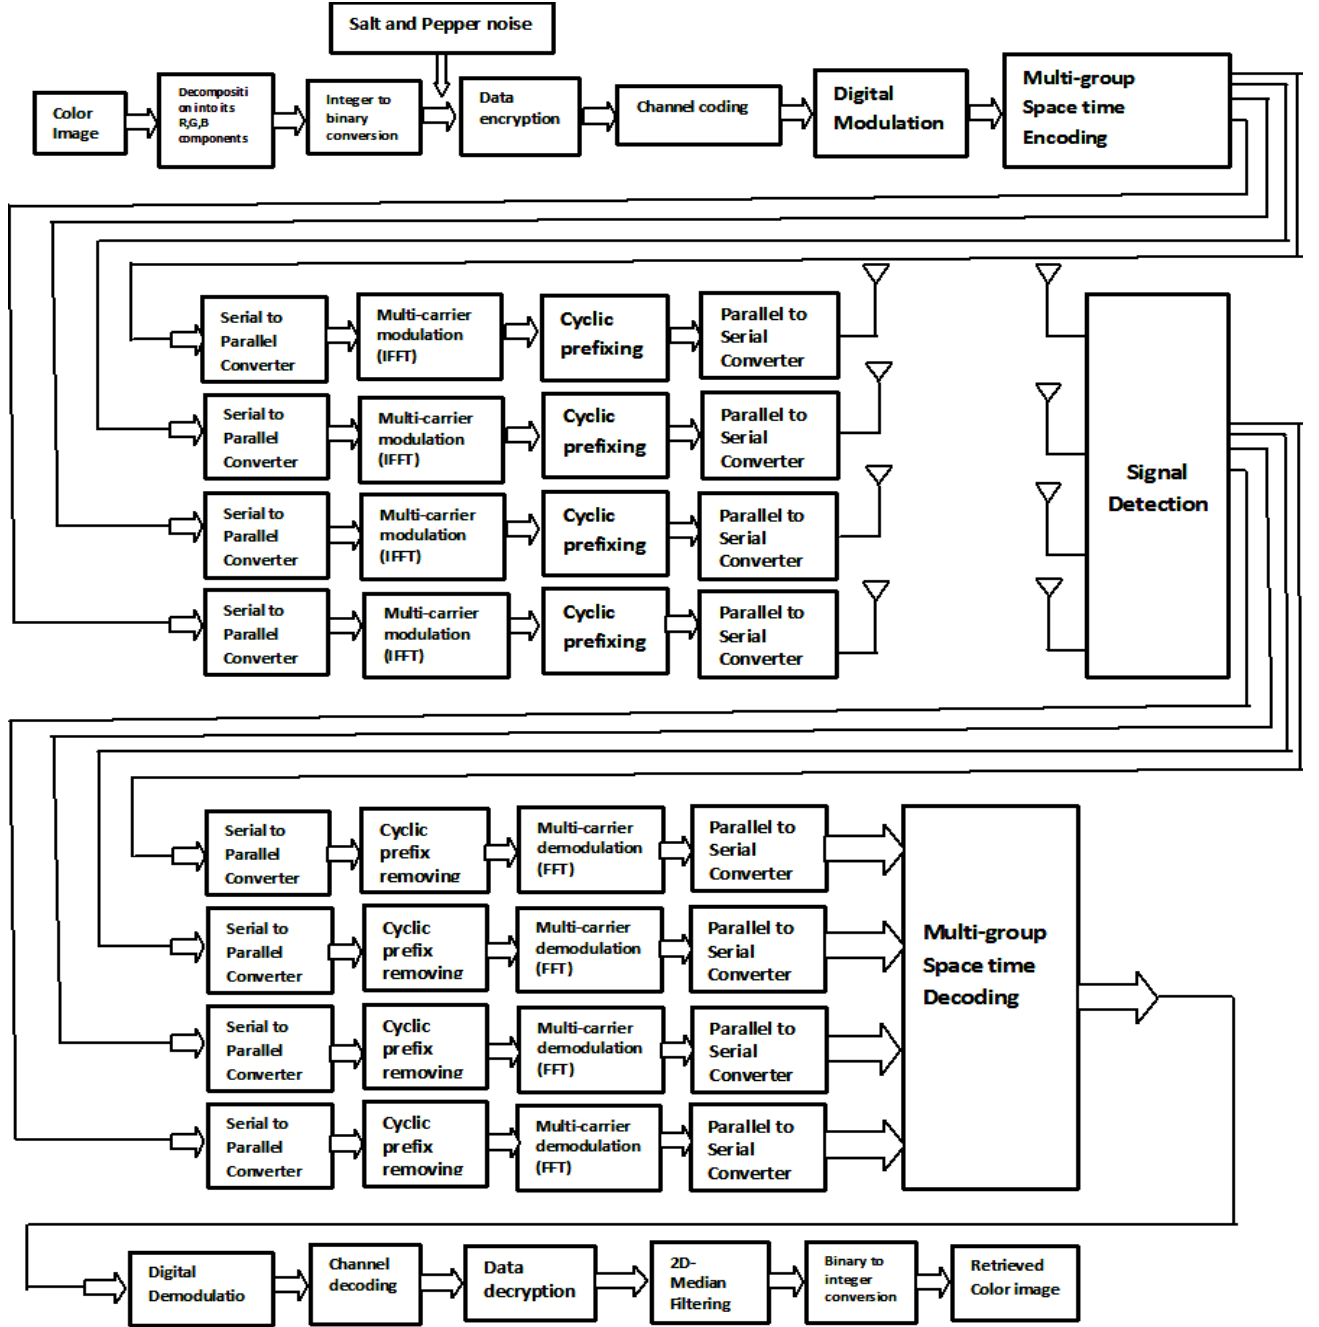 Salt and Pepper noise
Color
Image
Decompositi
on into its
R,G,B
components
Integer to
binary
conversion
Data
encryption
Channel coding
Digital
Modulation
Multi-group
Space time
Encoding
Serial to
Parallel
Converter
Multi-carrier
modulation
(IFFT)
Cyclic
prefixing
Parallel to
Serial
Converter
Serial to
Parallel
Converter
Multi-carrier
modulation
(IFFT)
Cyclic
prefixing
Parallel to
Serial
Converter
Serial to
Parallel
Converter
Multi-carrier
modulation
(IFFT)
Cyclic
prefixing
Parallel to
Serial
Converter
Serial to
Parallel
Converter
Multi-carrier
modulation
(IFFT)
Cyclic
prefixing
Parallel to
Serial
Converter
Signal
Detection
Serial to
Parallel
Converter
Cyclic
prefix
removing
Multi-carrier
demodulation
(FFT)
Parallel to
Serial
Converter
Serial to
Parallel
Converter
Cyclic
prefix
removing
Multi-carrier
demodulation
(FFT)
Parallel to
Serial
Converter
Serial to
Parallel
Converter
Cyclic
prefix
removing
Multi-carrier
demodulation
(FFT)
Parallel to
Serial
Converter
Serial to
Parallel
Converter
Cyclic
prefix
removing
Multi-carrier
demodulation
(FFT)
Parallel to
Serial
Converter
Multi-group
Space time
Decoding
Digital
Demodulatio
Channel
decoding
Data
decryption
2D-
Median
Filtering
Binary to
integer
conversion
Retrieved
Color image